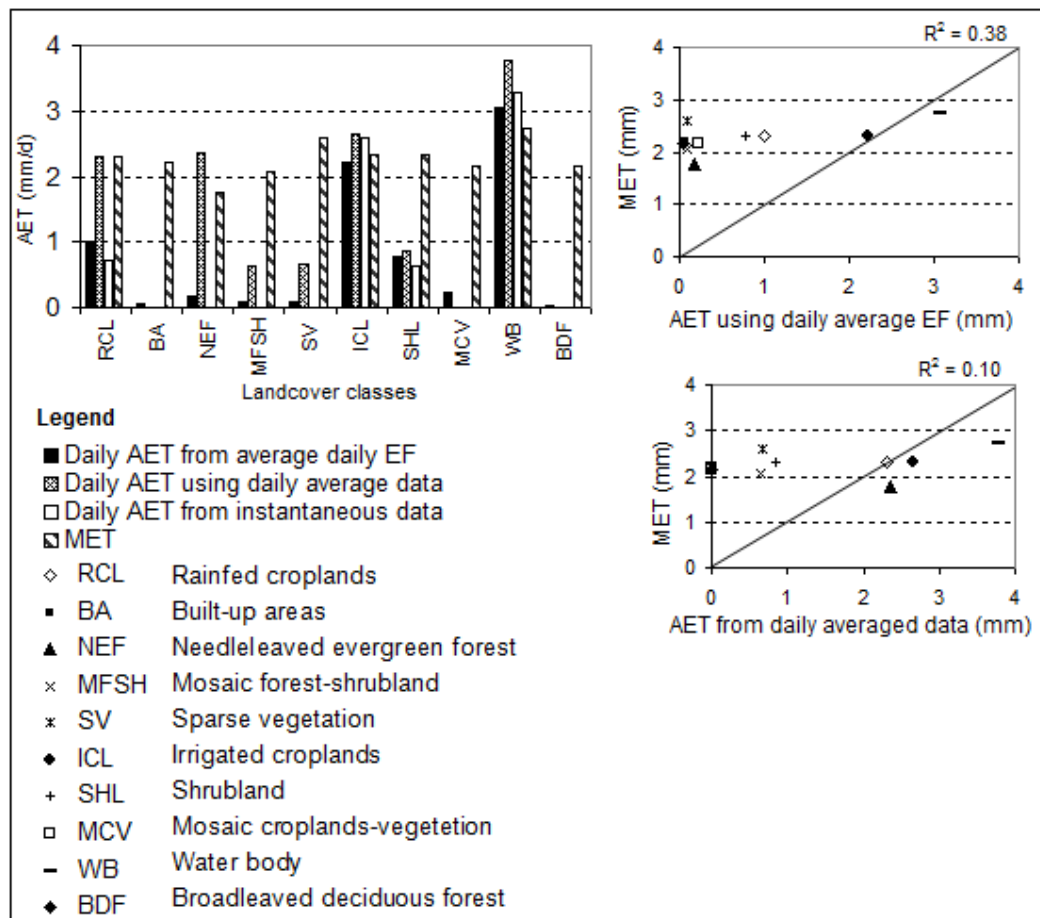 4
3
2
1
0
AET (mm/d)
RCL
BA
NEF
MFSH
SV
ICL
SHL
MCV
WB
BDF
Landcover classes
R² = 0.38
4
3
2
1
0
MET (mm)
0 1 2 3 4
AET using daily average EF (mm)
R² = 0.10
4
3
2
1
0
MET (mm)
0 1 2 3 4
AET from daily averaged data (mm)
Legend
Daily AET from average daily EF
Daily AET using daily average data
Daily AET from instantaneous data
MET
RCL Rainfed croplands
BA Built-up areas
NEF Needleleaved evergreen forest
MFSH Mosaic forest-shrubland
SV Sparse vegetation
ICL Irrigated croplands
SHL Shrubland
MCV Mosaic croplands-vegetetion
WB Water body
BDF Broadleaved deciduous forest